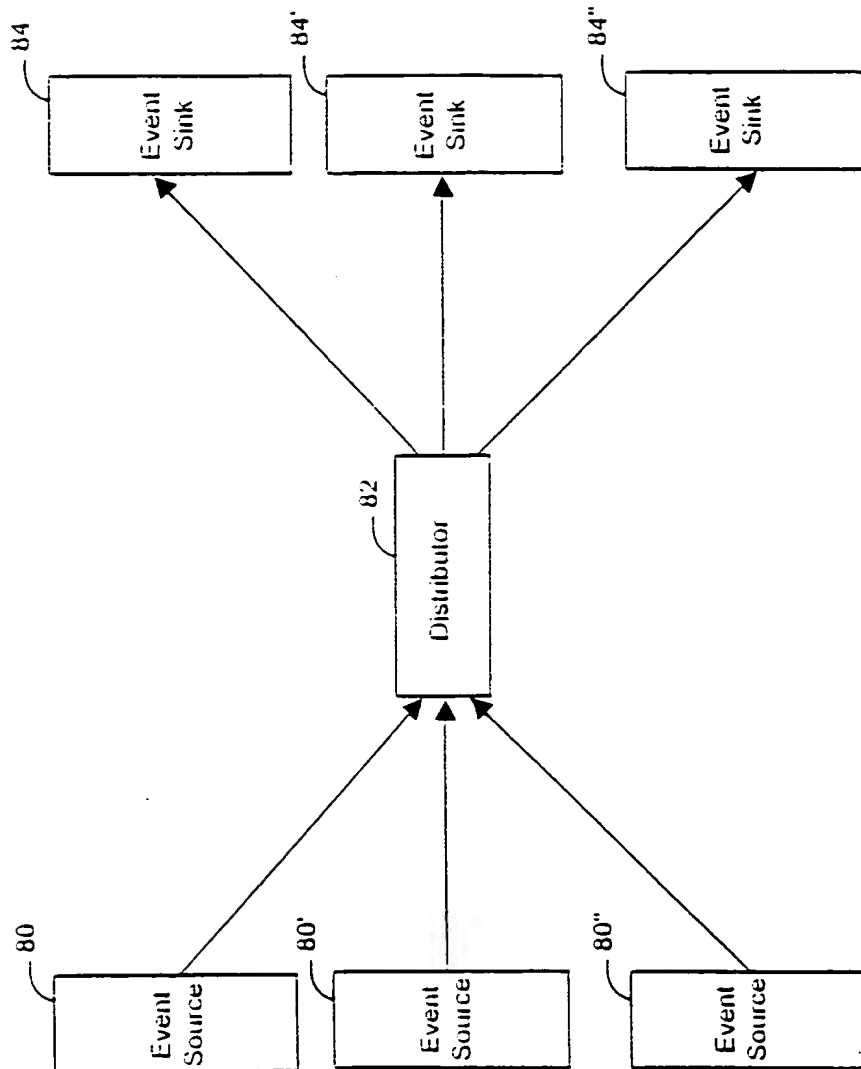 80
Event
Source
80'
Event
Source
80"
Event
Source
82
Distributor
84
Event
Sink
84'
Event
Sink
84"
Event
Sink